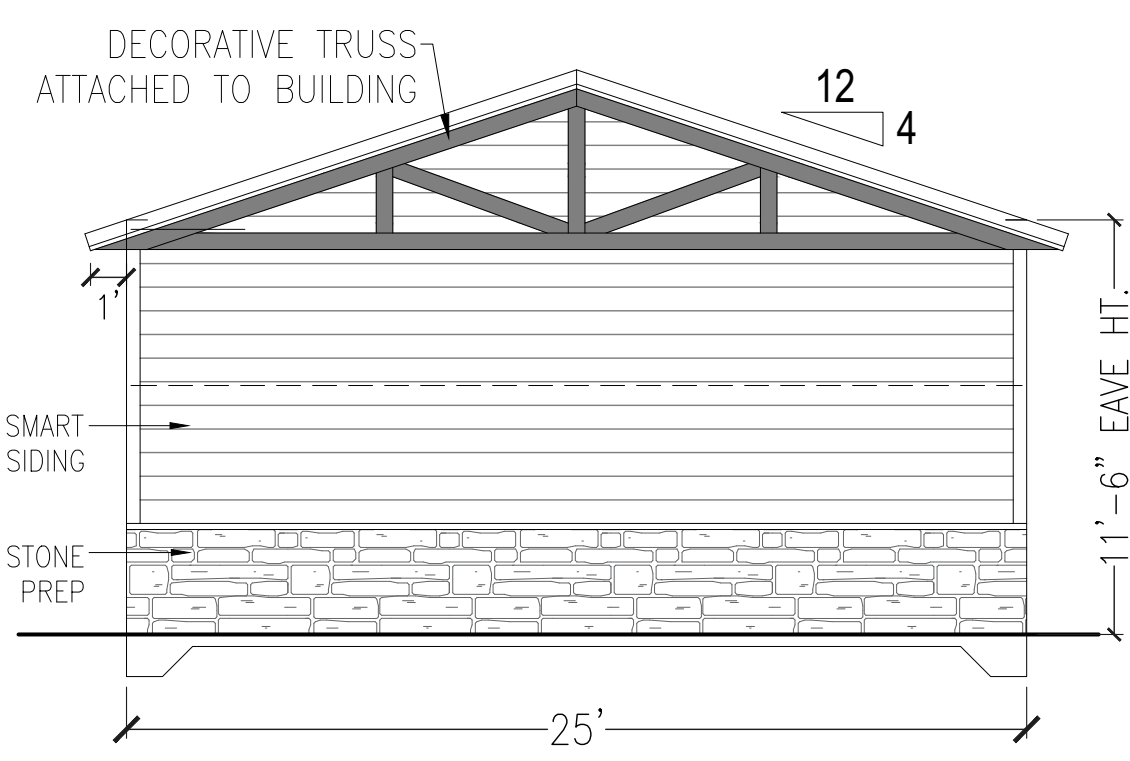 DECORATIVE TRUSS
ATTACHED TO BUILDING
12
4
1'
SMART
SIDING
STONE
PREP
11'-6" EAVE HT.
25'